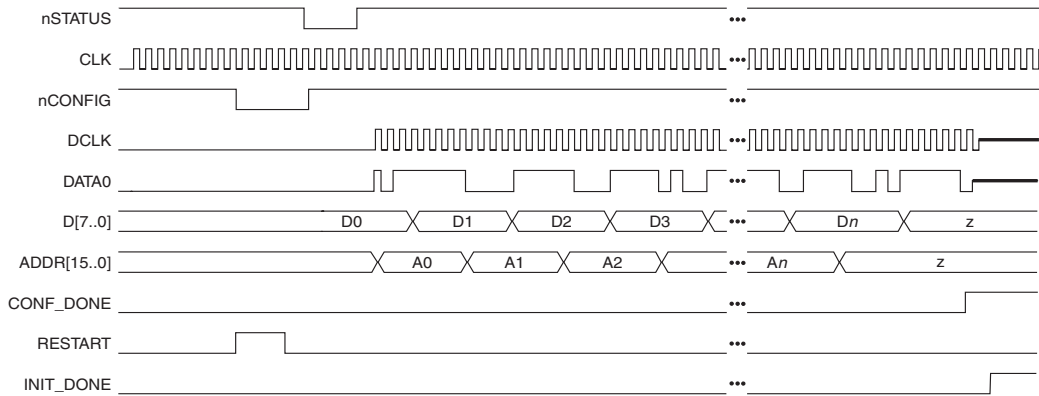 nSTATUS •••
CLK •••
nCONFIG •••
DCLK •••
DATA0 •••
D[7..0] D0 D1 D2 D3 ••• Dn z
ADDR[15..0] A0 A1 A2 ••• An z
CONF_DONE •••
RESTART •••
INIT_DONE •••